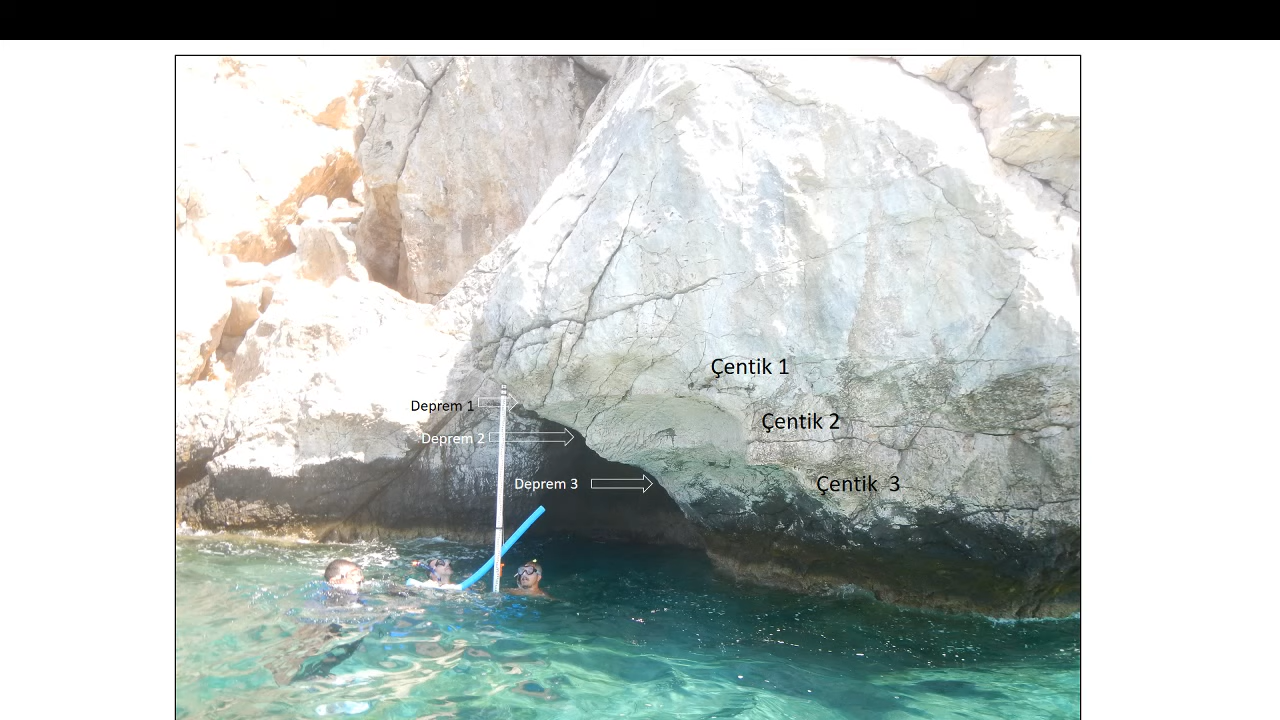 Çentik 1
Deprem 1
Çentik 2
Deprem 2
Deprem 3
Çentik 3